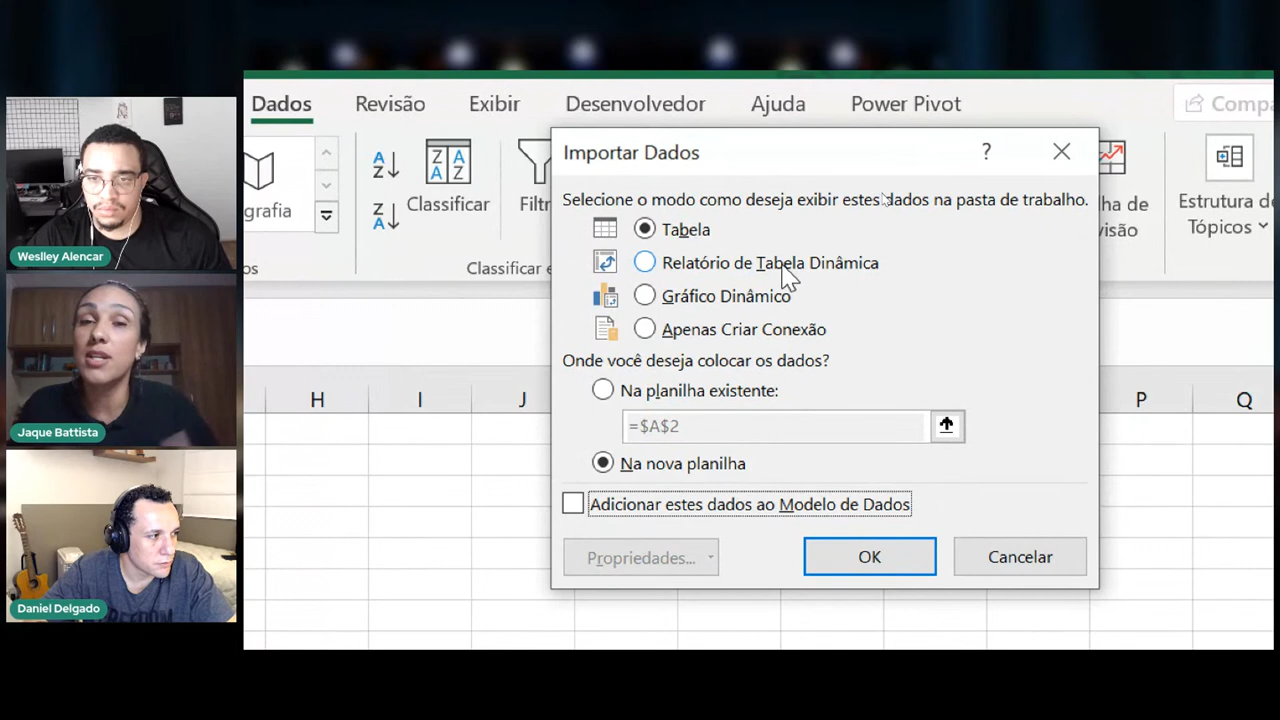 Dados
Revisão
Exibir
Desenvolvedor
Ajuda
Power Pivot
Classificar
Classificar e
Estrutura de
Tópicos
H
I
J
P
Q
Importar Dados
?
Selecione o modo como deseja exibir estes dados na pasta de trabalho.
Tabela
Relatório de Tabela Dinâmica
Gráfico Dinâmico
Apenas Criar Conexão
Onde você deseja colocar os dados?
Na planilha existente:
=$A$2
Na nova planilha
Adicionar estes dados ao Modelo de Dados
Propriedades...
OK
Cancelar
Weslley Alencar
Jaque Battista
Daniel Delgado